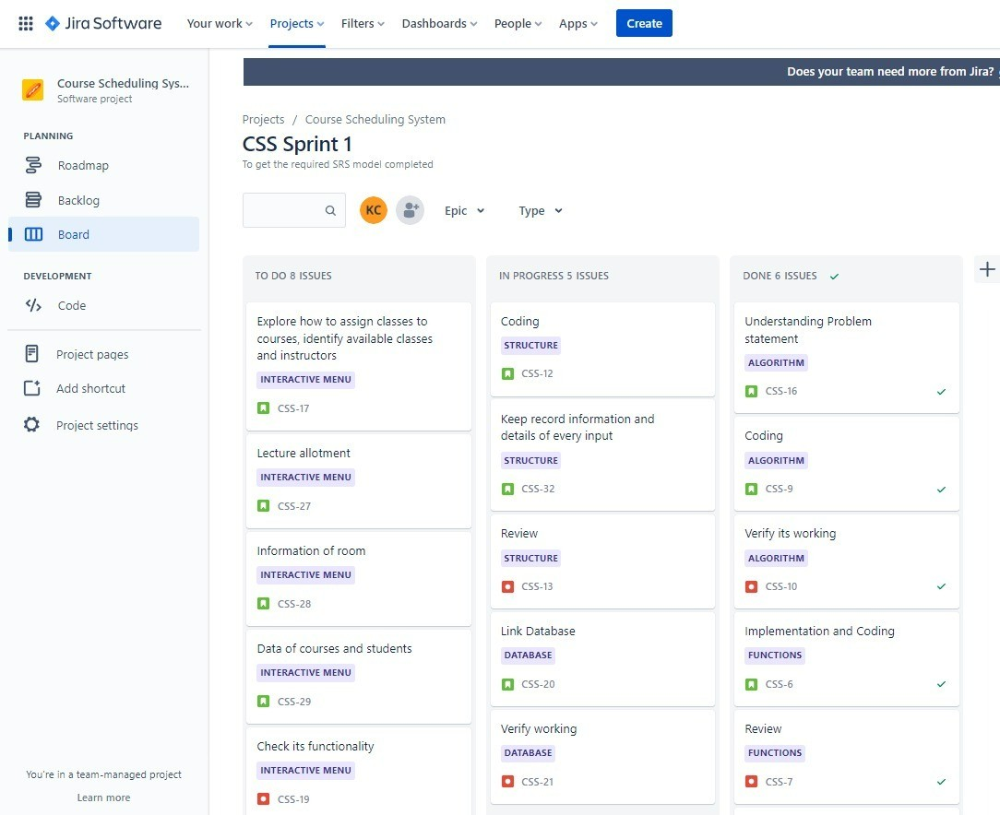 Jira Software
Your work
Projects
Filters
Dashboards
People
Apps
Create
Course Scheduling Sys...
Software project
PLANNING
Roadmap
Backlog
Board
DEVELOPMENT
Code
Project pages
Add shortcut
Project settings
You're in a team-managed project
Learn more
Does your team need more from Jira?
Projects / Course Scheduling System
CSS Sprint 1
To get the required SRS model completed
KC
Epic
Type
TO DO 8 ISSUES
Explore how to assign classes to
courses, identify available classes
and instructors
INTERACTIVE MENU
CSS-17
Lecture allotment
INTERACTIVE MENU
CSS-27
Information of room
INTERACTIVE MENU
CSS-28
Data of courses and students
INTERACTIVE MENU
CSS-29
Check its functionality
INTERACTIVE MENU
CSS-19
IN PROGRESS 5 ISSUES
Coding
STRUCTURE
CSS-12
Keep record information and
details of every input
STRUCTURE
CSS-32
Review
STRUCTURE
CSS-13
Link Database
DATABASE
CSS-20
Verify working
DATABASE
CSS-21
DONE 6 ISSUES
Understanding Problem
statement
ALGORITHM
CSS-16
Coding
ALGORITHM
CSS-9
Verify its working
ALGORITHM
CSS-10
Implementation and Coding
FUNCTIONS
CSS-6
Review
FUNCTIONS
CSS-7